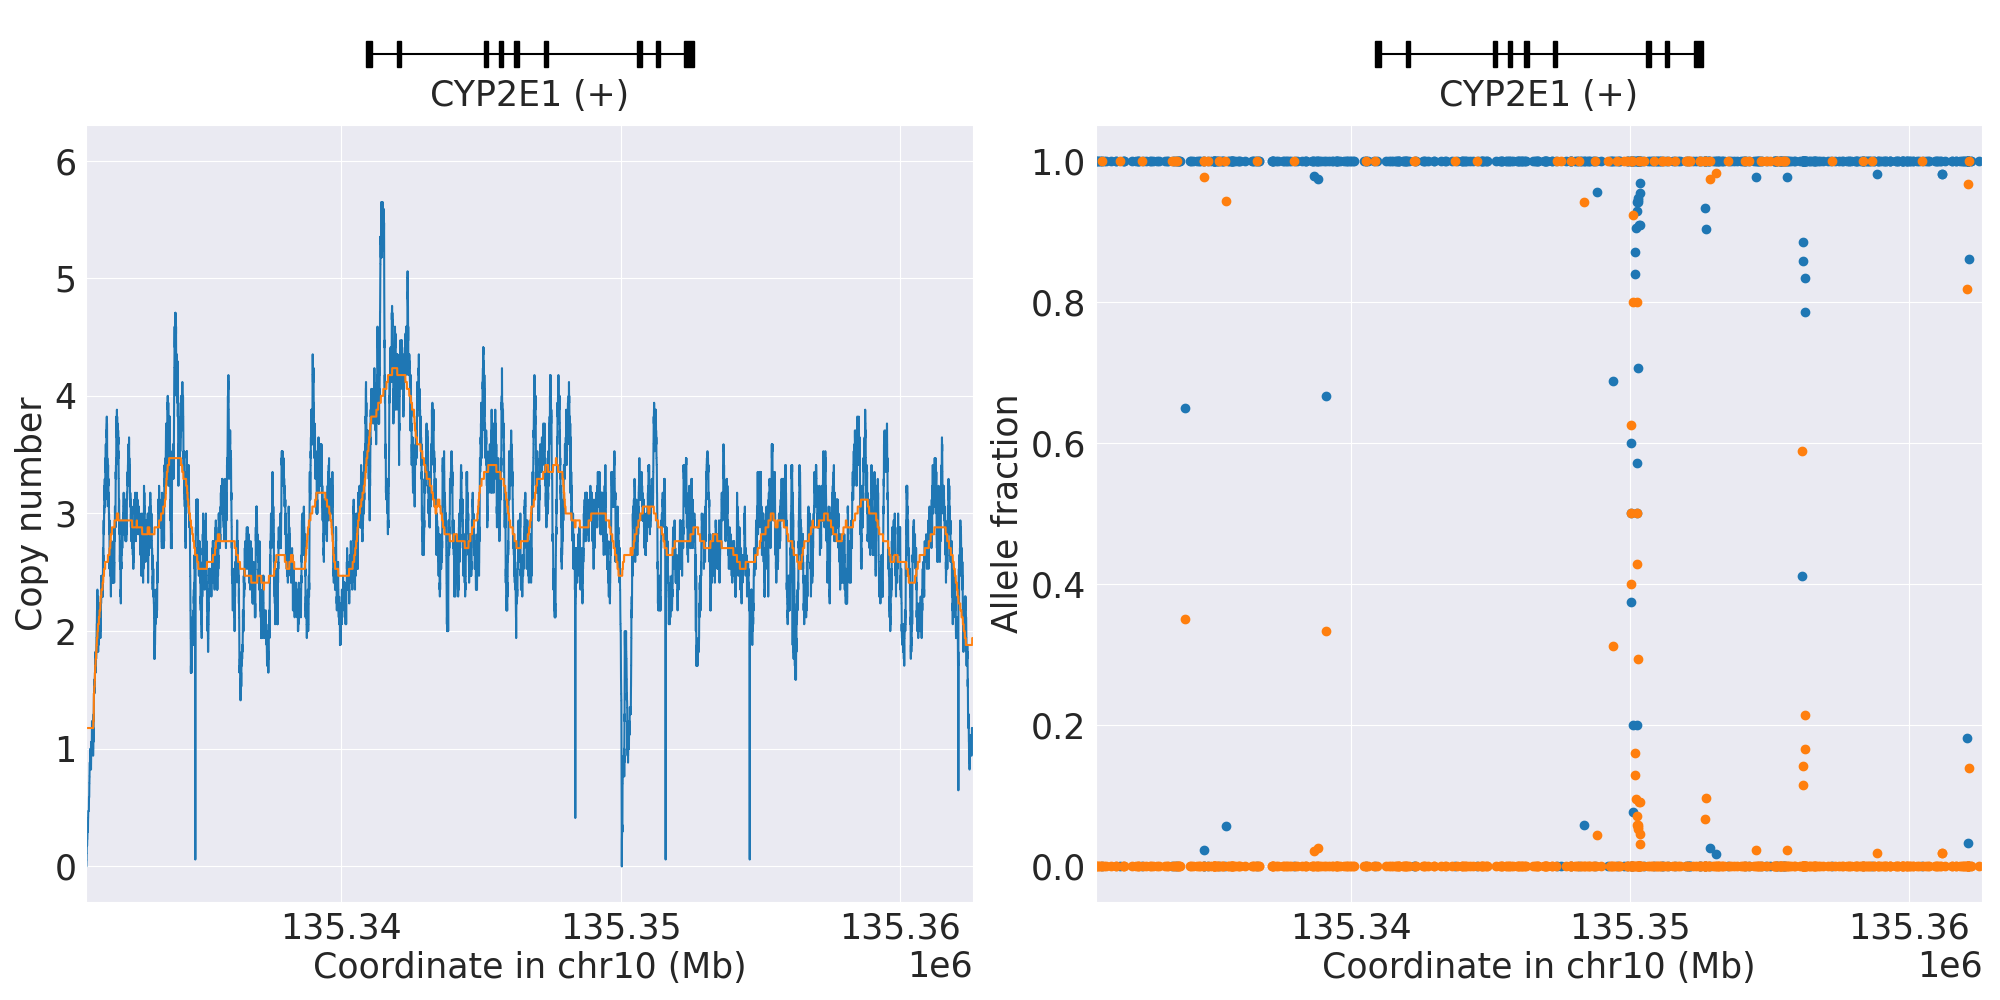 CYP2E1 (+)
6
5
4
3
2
1
0
Copy number
135.34 135.35 135.36
Coordinate in chr10 (Mb)
1e6
CYP2E1 (+)
1.0
0.8
0.6
0.4
0.2
0.0
Allele fraction
135.34 135.35 135.36
Coordinate in chr10 (Mb)
1e6